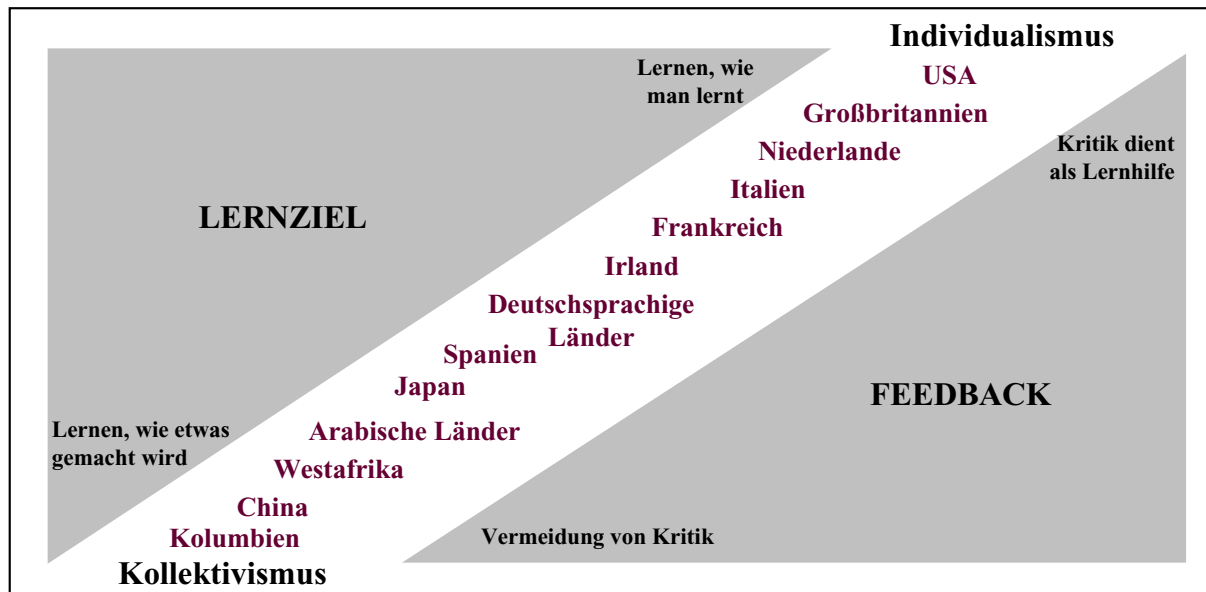 Individualismus
Lernen, wie
man lernt
USA
Großbritannien
Kritik dient
als Lernhilfe
Niederlande
Italien
LERNZIEL
Frankreich
Irland
Deutschsprachige
Länder
Spanien
Japan
FEEDBACK
Lernen, wie etwas
gemacht wird
Arabische Länder
Westafrika
China
Kolumbien
Vermeidung von Kritik
Kollektivismus